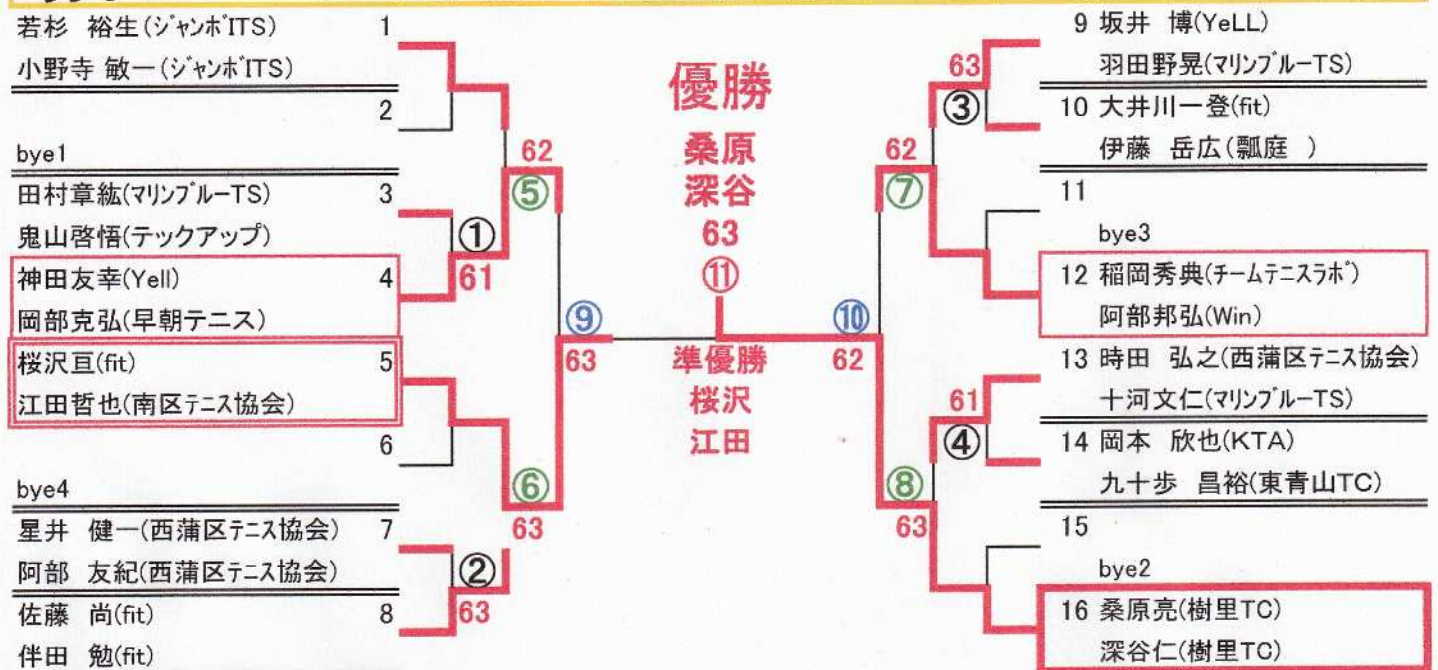 若杉 裕生(ジャンボITS) 1
小野寺 敏一(ジャンボITS)
2
bye1
田村章紘(マリンブルーTS) 3
鬼山啓悟(テックアップ)
神田友幸(Yell) 4
岡部克弘(早朝テニス)
桜沢亘(fit) 5
江田哲也(南区テニス協会)
6
bye4
星井 健一(西蒲区テニス協会) 7
阿部 友紀(西蒲区テニス協会)
佐藤 尚(fit) 8
伴田 勉(fit)
①
61
②
63
62
⑤
⑥
63
⑨
63
優勝
桑原
深谷
63
⑪
準優勝
桜沢
江田
⑩
62
62
⑦
⑧
63
63
③
61
④
9 坂井 博(YeLL)
羽田野晃(マリンブルーTS)
10 大井川一登(fit)
伊藤 岳広(瓢庭 )
11
bye3
12 稲岡秀典(チームテニスラボ)
阿部邦弘(Win)
13 時田 弘之(西蒲区テニス協会)
十河文仁(マリンブルーTS)
14 岡本 欣也(KTA)
九十歩 昌裕(東青山TC)
15
bye2
16 桑原亮(樹里TC)
深谷仁(樹里TC)